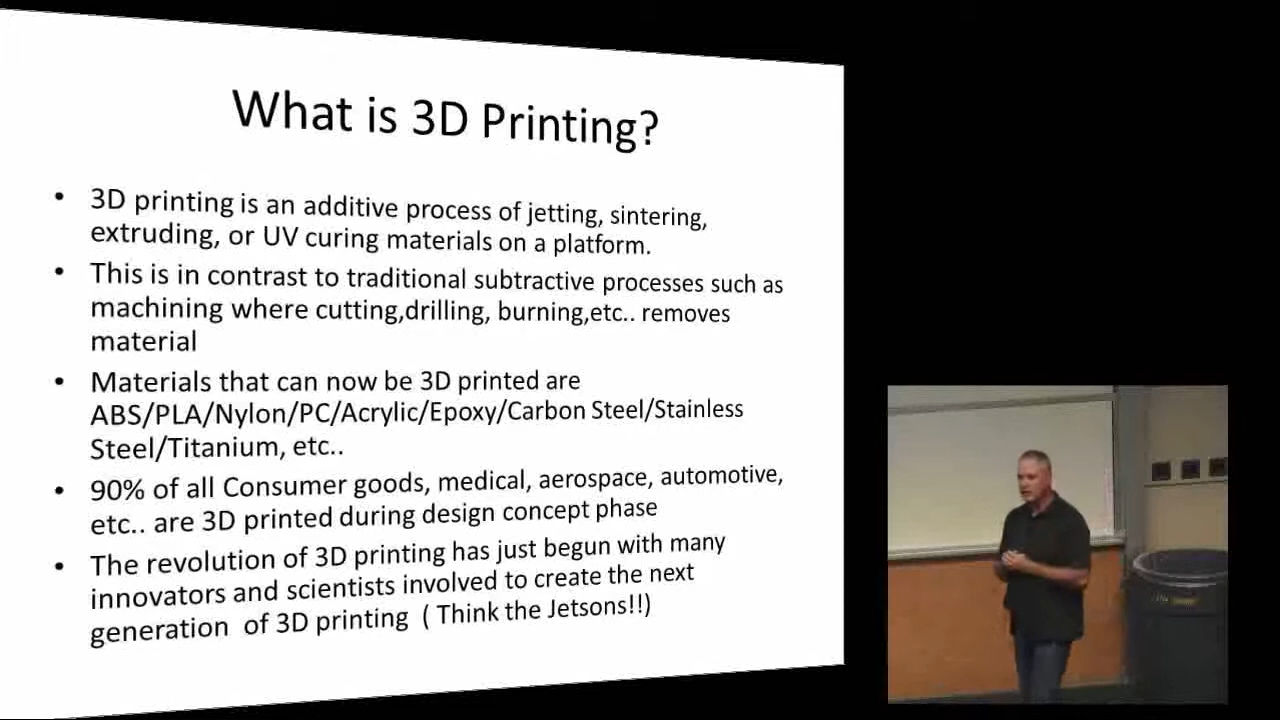 What is 3D Printing?
• 3D printing is an additive process of jetting, sintering,
extruding, or UV curing materials on a platform.
• This is in contrast to traditional subtractive processes such as
machining where cutting,drilling, burning,etc.. removes
material
• Materials that can now be 3D printed are
ABS/PLA/Nylon/PC/Acrylic/Epoxy/Carbon Steel/Stainless
Steel/Titanium, etc..
• 90% of all Consumer goods, medical, aerospace, automotive,
etc.. are 3D printed during design concept phase
• The revolution of 3D printing has just begun with many
innovators and scientists involved to create the next
generation of 3D printing ( Think the Jetsons!!)